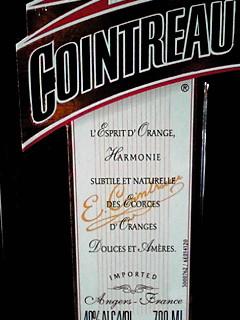 COINTREAU
®
L'ESPRIT D'ORANGE,
HARMONIE
SUBTILE ET NATURELLE
DES ÉCORCES
E. Cointreau
D'ORANGES
DOUCES ET AMÈRES.
IMPORTED
Angers - France
40% ALC./VOL. 700 Ml